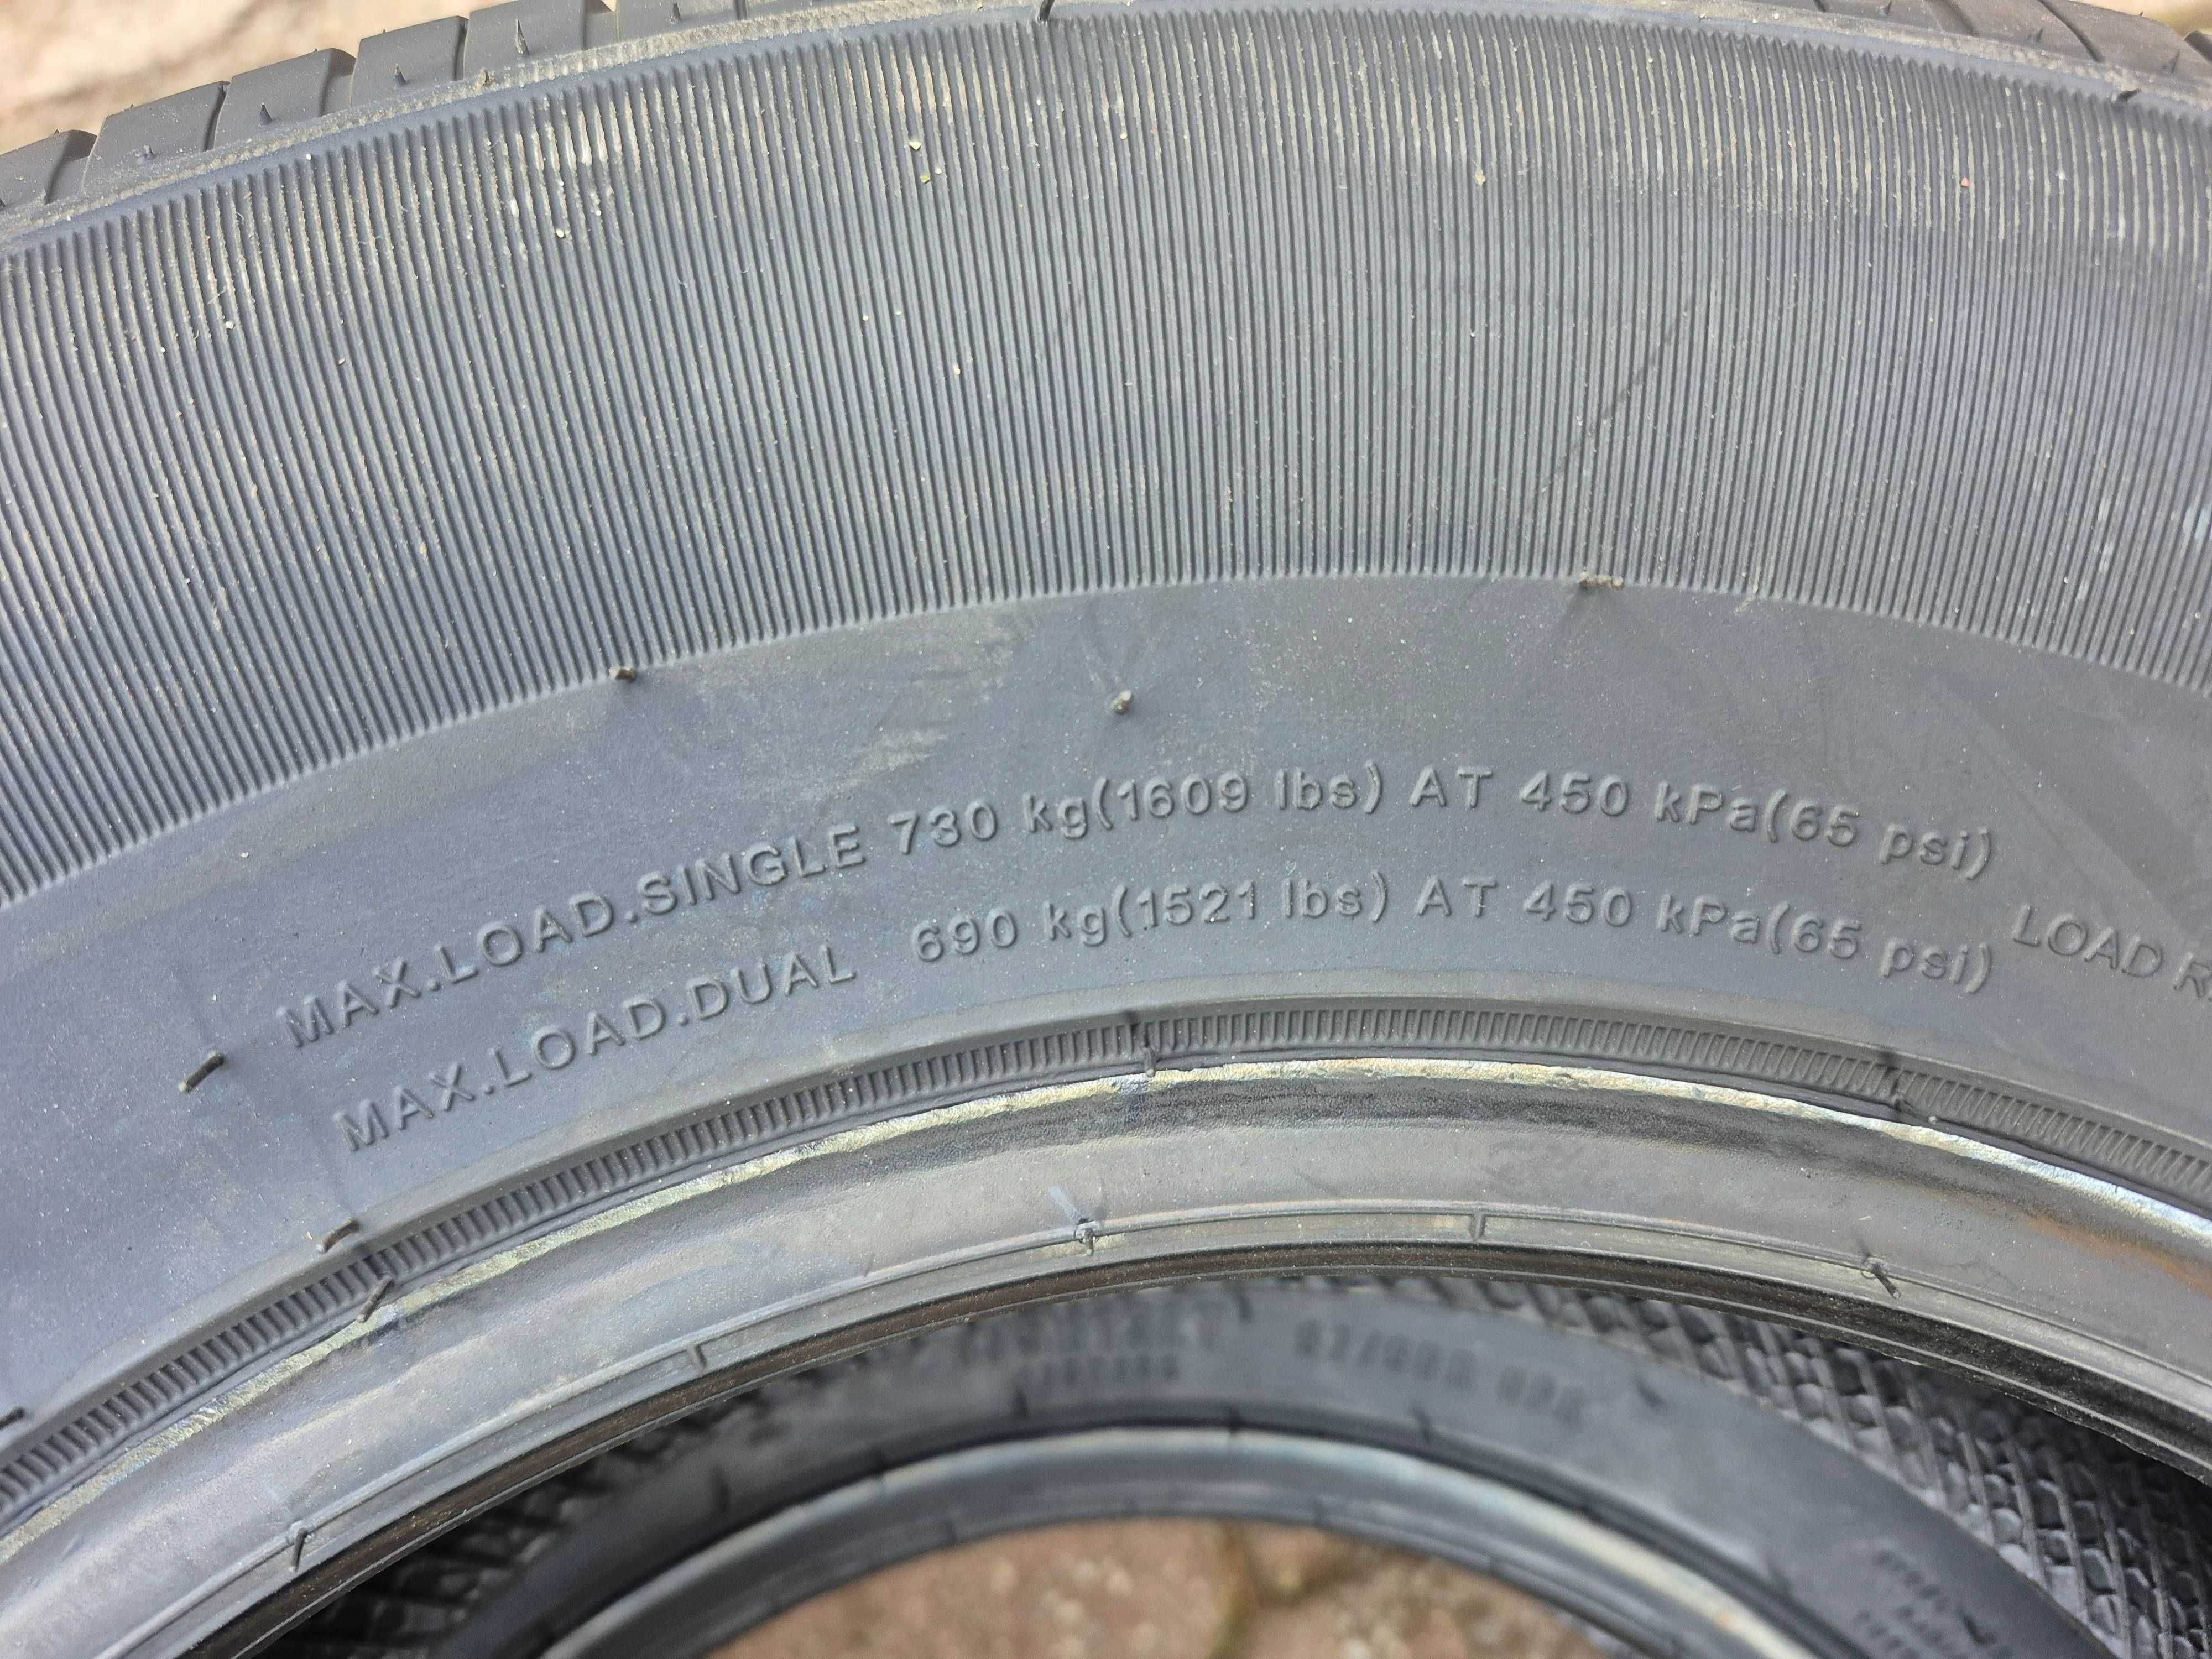 MAX.LOAD.SINGLE 730 kg(1609 lbs) AT 450 kPa(65 psi)
MAX.LOAD.DUAL 690 kg(1521 lbs) AT 450 kPa(65 psi)
LOAD R